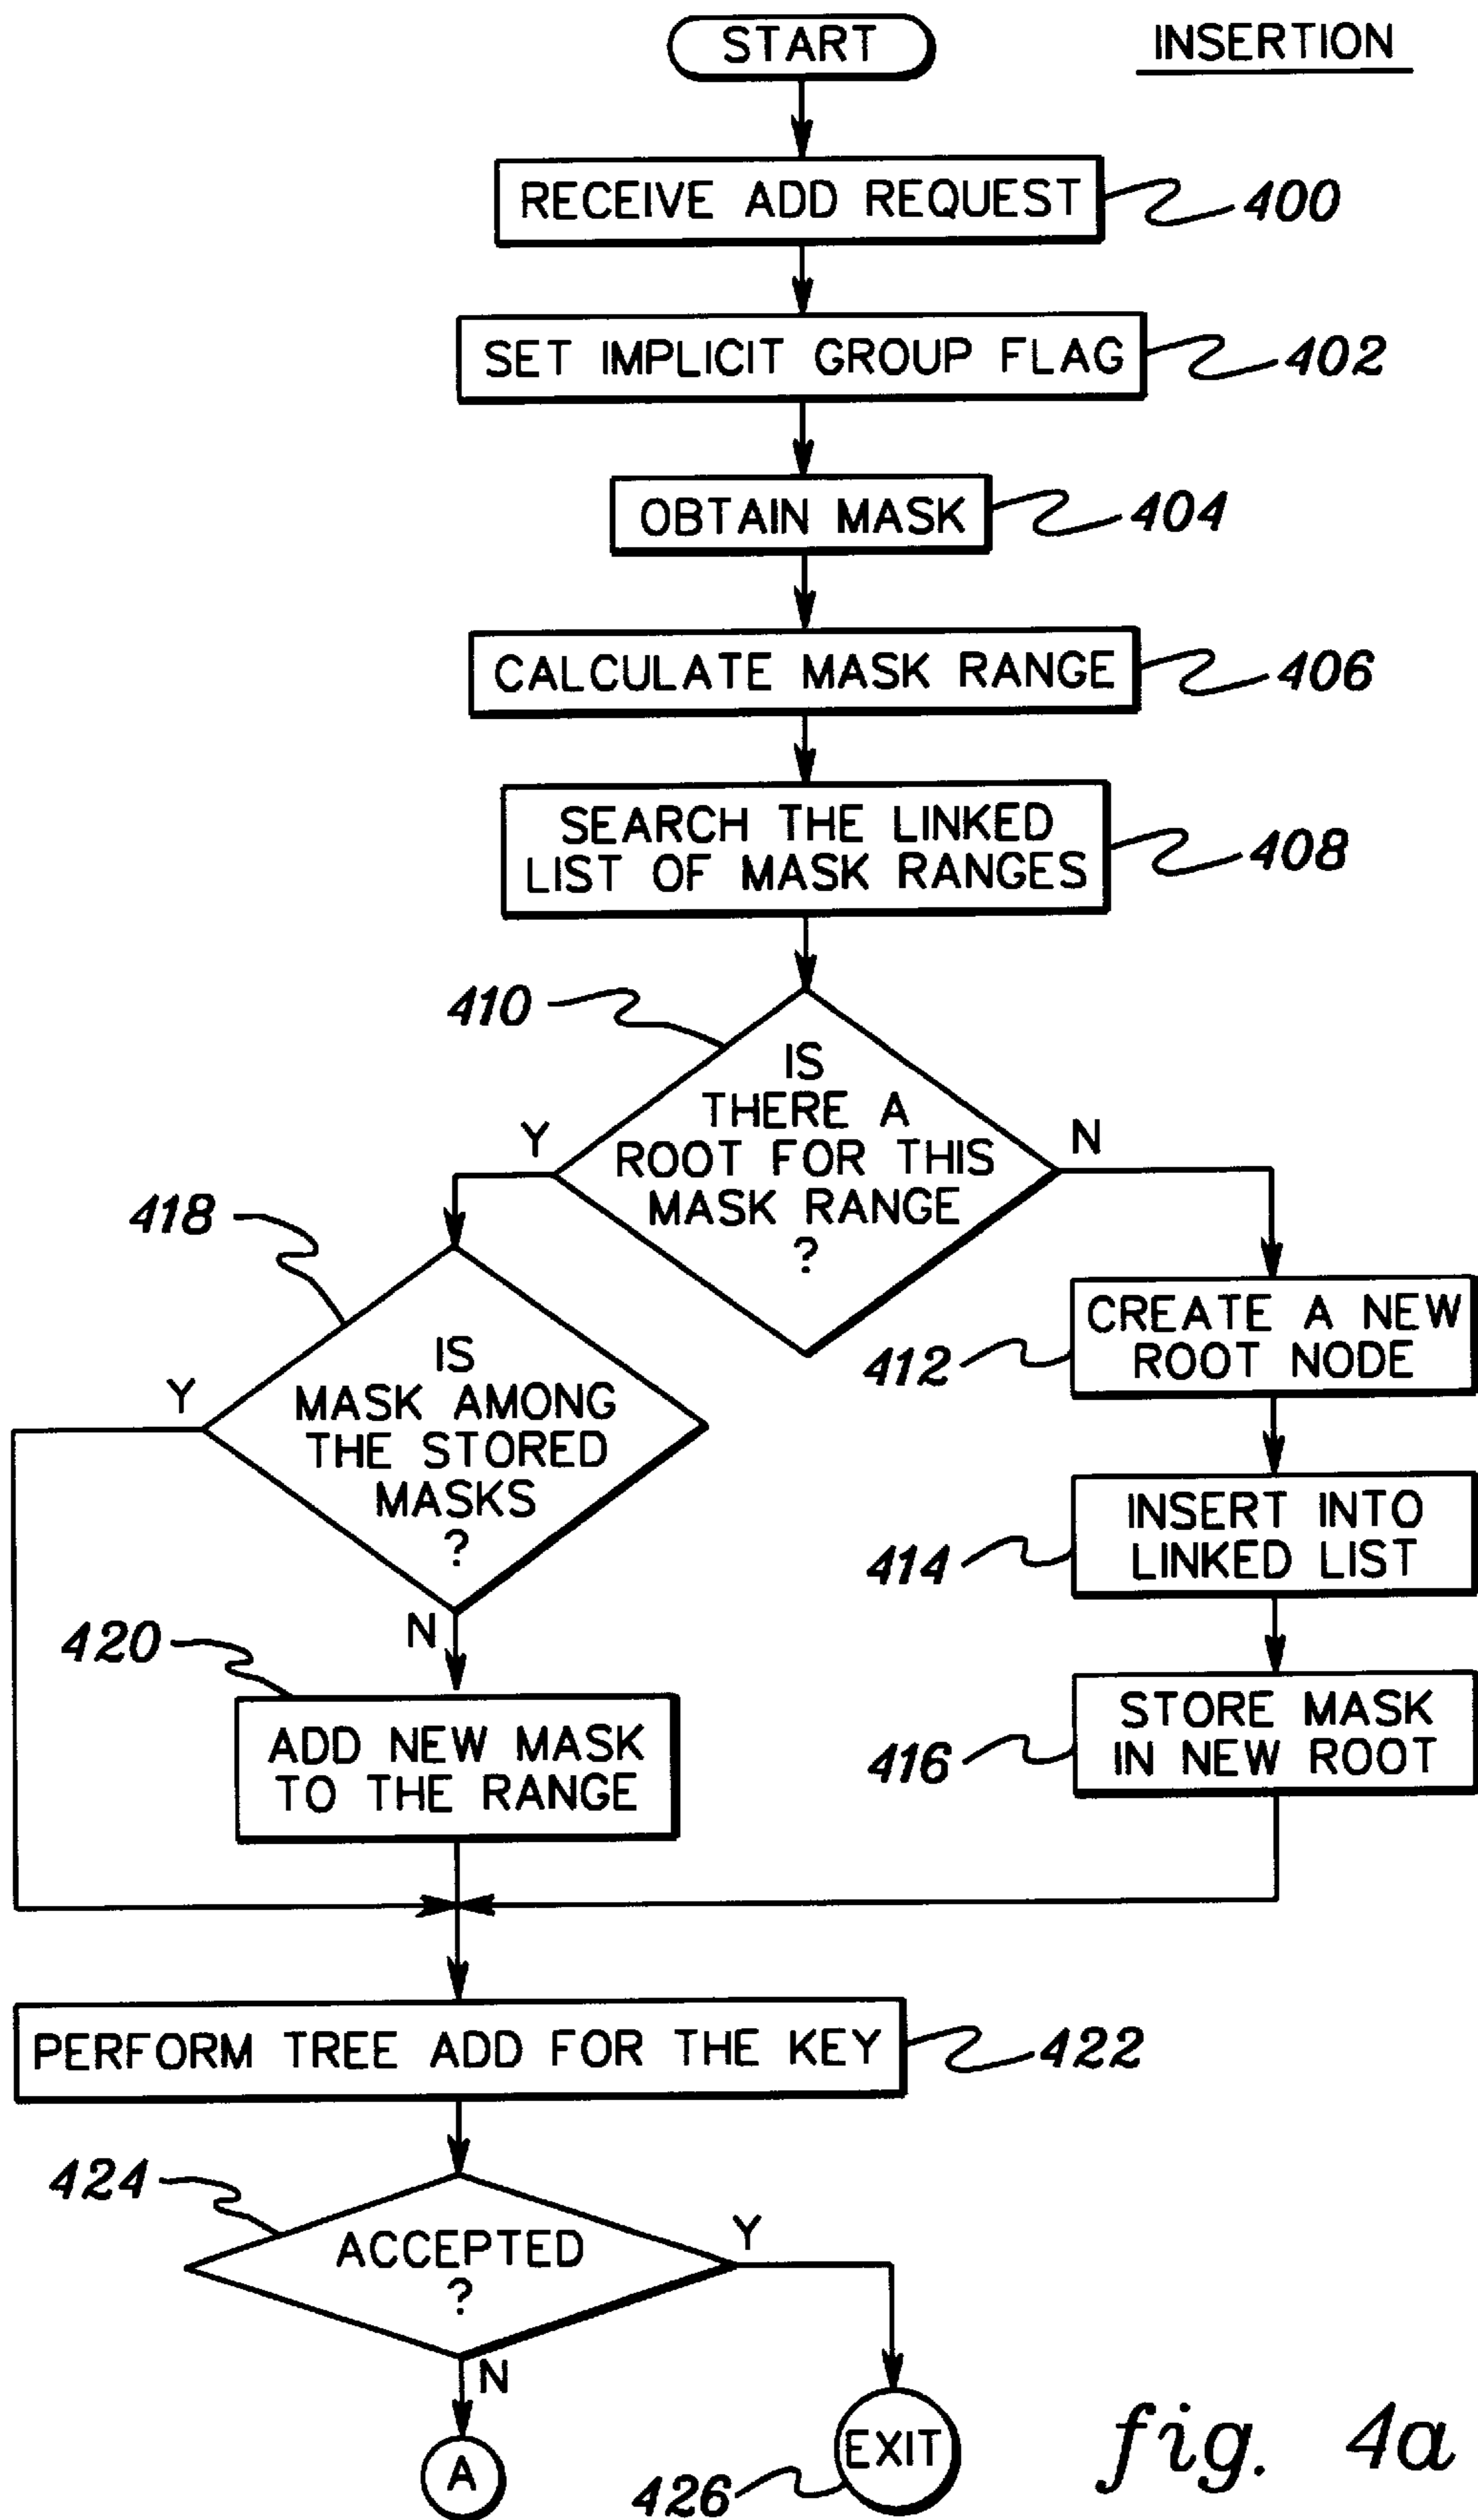 START
INSERTION
RECEIVE ADD REQUEST
400
SET IMPLICIT GROUP FLAG
402
OBTAIN MASK
404
CALCULATE MASK RANGE
406
SEARCH THE LINKED
LIST OF MASK RANGES
408
410
IS
THERE A
ROOT FOR THIS
MASK RANGE
?
Y
N
418
IS
MASK AMONG
THE STORED
MASKS
?
Y
N
412
CREATE A NEW
ROOT NODE
414
INSERT INTO
LINKED LIST
420
ADD NEW MASK
TO THE RANGE
416
STORE MASK
IN NEW ROOT
PERFORM TREE ADD FOR THE KEY
422
424
ACCEPTED
?
Y
N
A
EXIT
426
fig. 4a